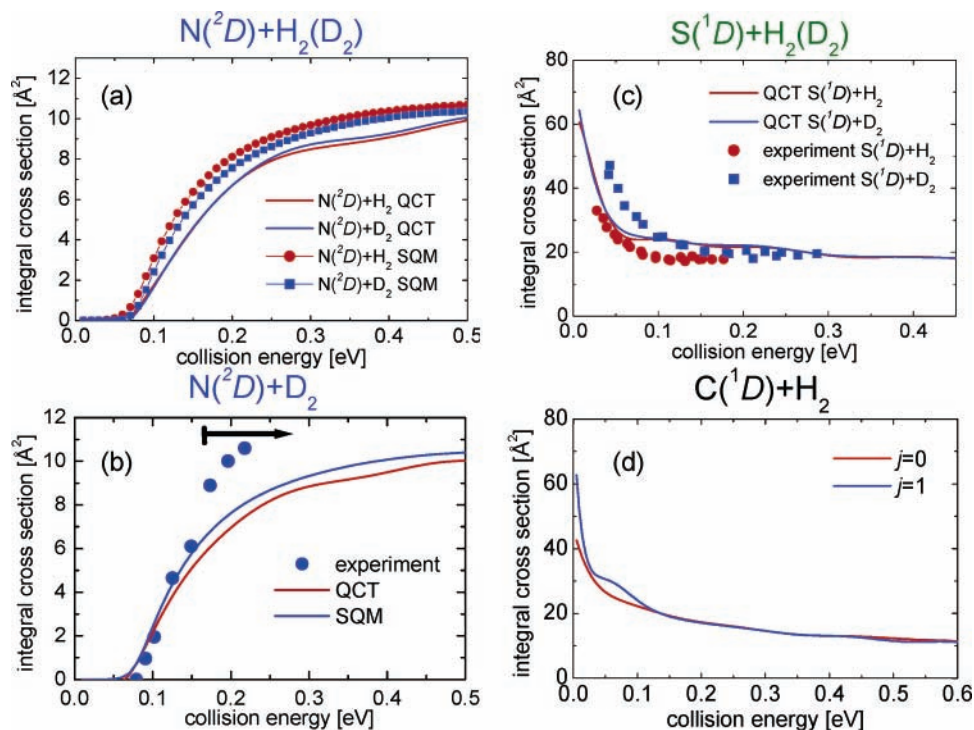 N(²D)+H₂(D₂)
integral cross section [Å²]
12
10
8
6
4
2
0
(a)
N(²D)+H₂ QCT
N(²D)+D₂ QCT
N(²D)+H₂ SQM
N(²D)+D₂ SQM
0.0 0.1 0.2 0.3 0.4 0.5
collision energy [eV]
S(¹D)+H₂(D₂)
integral cross section [Å²]
80
60
40
20
0
(c)
QCT S(¹D)+H₂
QCT S(¹D)+D₂
experiment S(¹D)+H₂
experiment S(¹D)+D₂
0.0 0.1 0.2 0.3 0.4
collision energy [eV]
N(²D)+D₂
integral cross section [Å²]
12
10
8
6
4
2
0
(b)
experiment
QCT
SQM
0.0 0.1 0.2 0.3 0.4 0.5
collision energy [eV]
C(¹D)+H₂
integral cross section [Å²]
80
60
40
20
0
(d)
j=0
j=1
0.0 0.1 0.2 0.3 0.4 0.5 0.6
collision energy [eV]